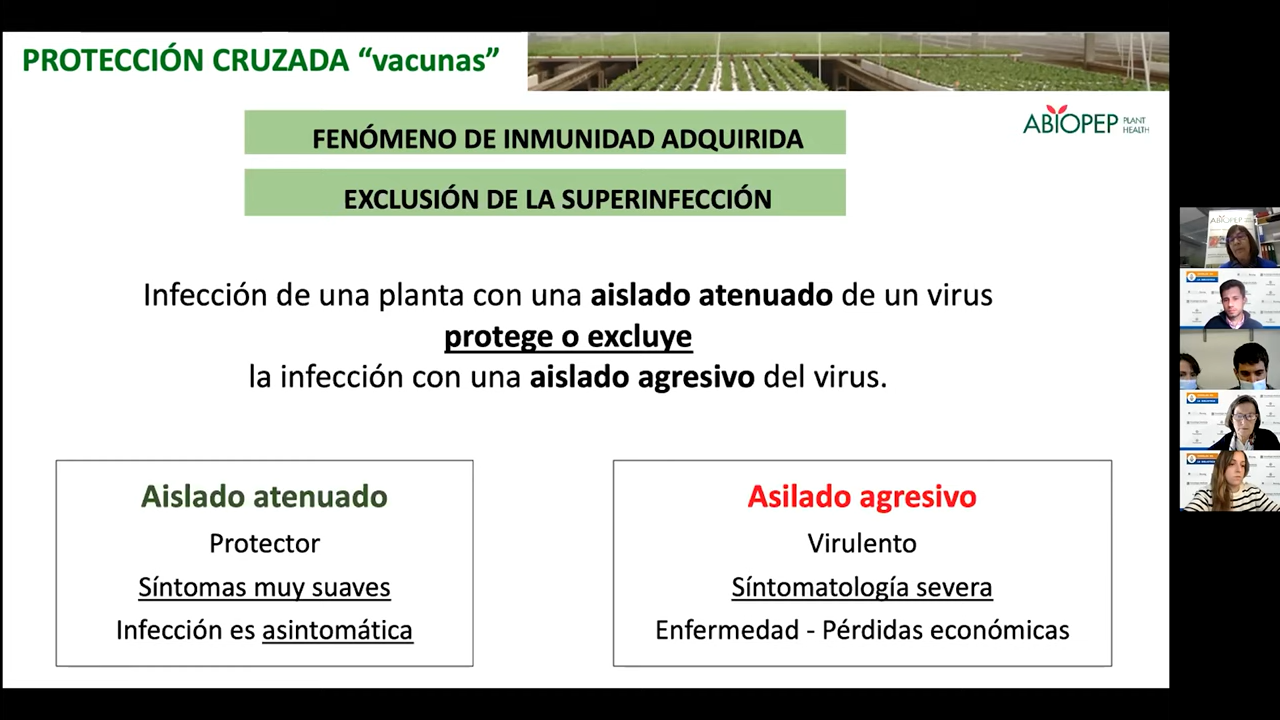 PROTECCIÓN CRUZADA “vacunas”
ABIOPEP PLANT
HEALTH
FENÓMENO DE INMUNIDAD ADQUIRIDA
EXCLUSIÓN DE LA SUPERINFECCIÓN
Infección de una planta con una aislado atenuado de un virus
protege o excluye
la infección con una aislado agresivo del virus.
Aislado atenuado
Protector
Síntomas muy suaves
Infección es asintomática
Asilado agresivo
Virulento
Síntomatología severa
Enfermedad - Pérdidas económicas
ABIOPEP